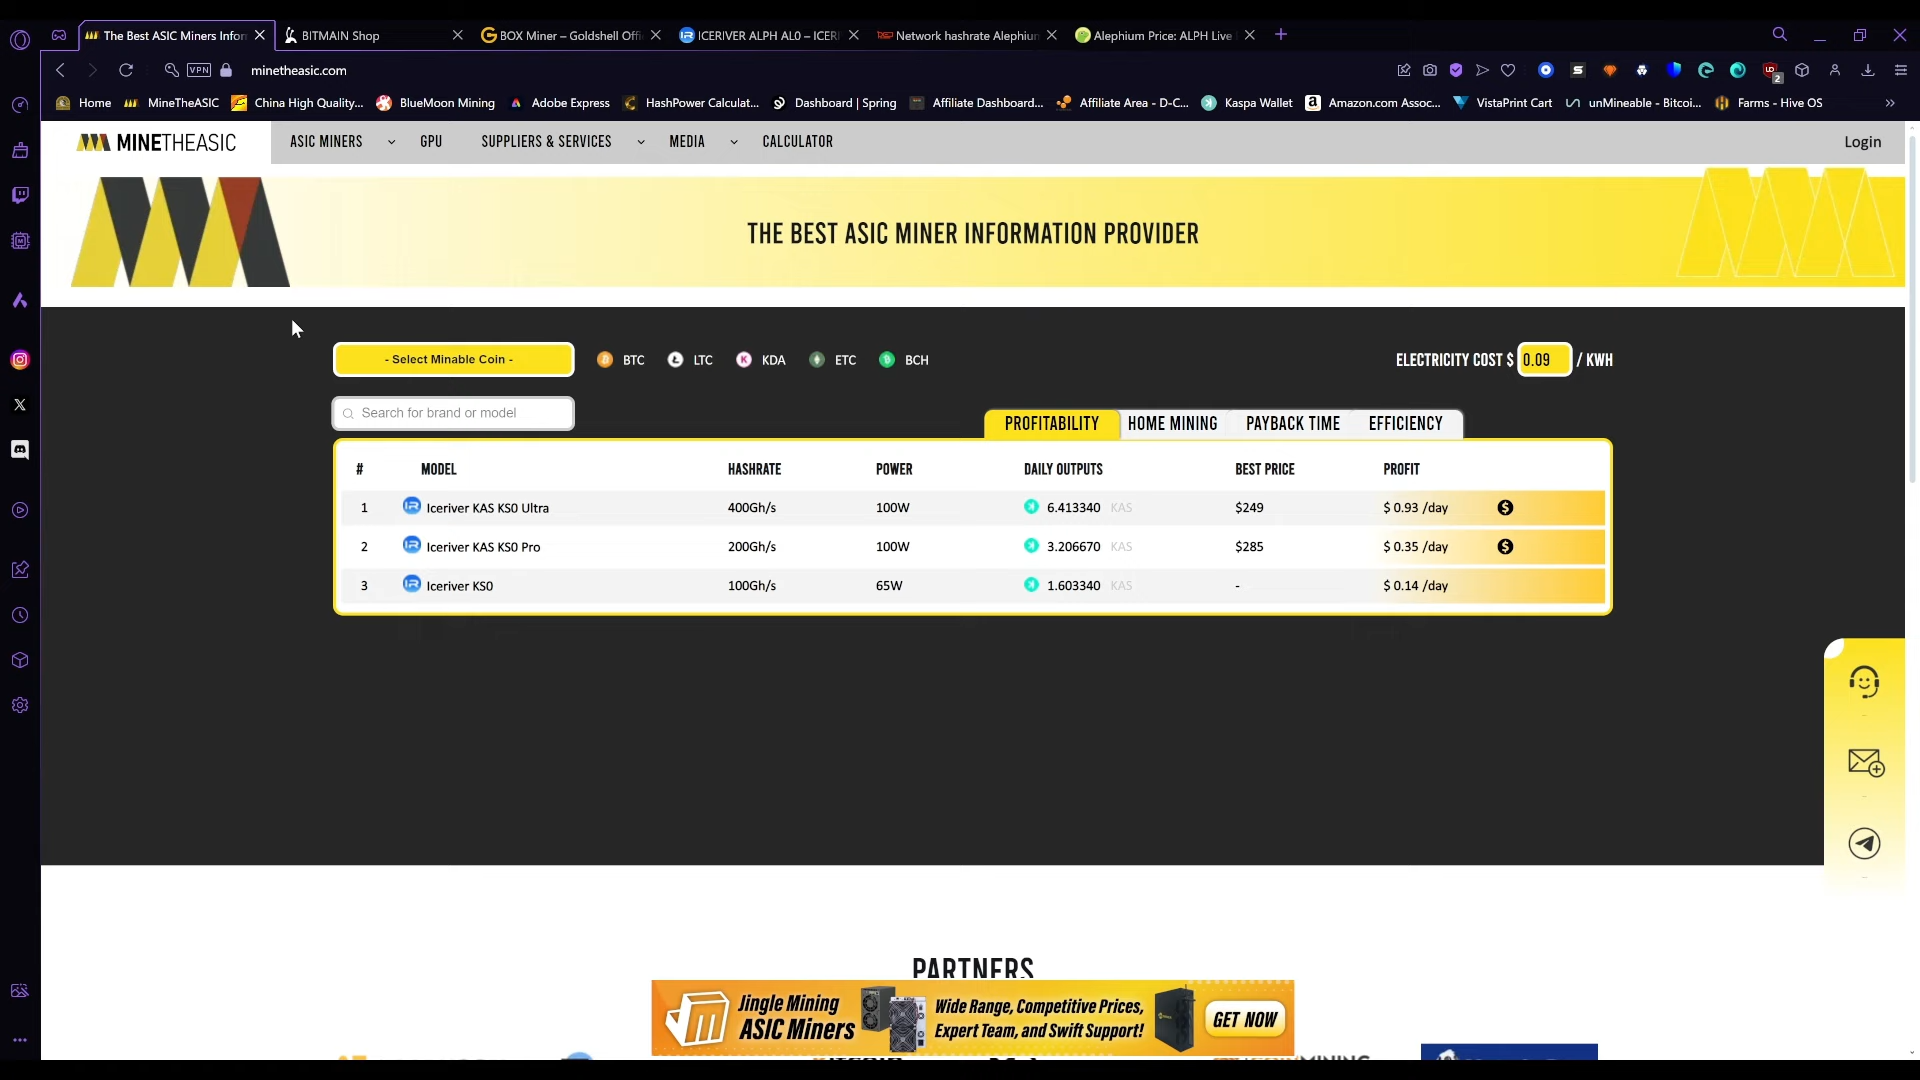 The Best ASIC Miners Infor
BITMAIN Shop
BOX Miner – Goldshell Offi
ICERIVER ALPH AL0 – ICERI
Network hashrate Alephium
Alephium Price: ALPH Live
VPN
minetheasic.com
2
Home
MineTheASIC
China High Quality...
BlueMoon Mining
Adobe Express
HashPower Calculat...
Dashboard | Spring
Affiliate Dashboard...
Affiliate Area - D-C...
Kaspa Wallet
Amazon.com Assoc...
VistaPrint Cart
unMineable - Bitcoi...
Farms - Hive OS
MINETHEASIC
ASIC MINERS
GPU
SUPPLIERS & SERVICES
MEDIA
CALCULATOR
Login
THE BEST ASIC MINER INFORMATION PROVIDER
- Select Minable Coin -
BTC
LTC
KDA
ETC
BCH
ELECTRICITY COST $ 0.09 / KWH
Search for brand or model
PROFITABILITY
HOME MINING
PAYBACK TIME
EFFICIENCY
# MODEL HASHRATE POWER DAILY OUTPUTS BEST PRICE PROFIT
1 Iceriver KAS KS0 Ultra 400Gh/s 100W 6.413340 KAS $249 $ 0.93 /day
2 Iceriver KAS KS0 Pro 200Gh/s 100W 3.206670 KAS $285 $ 0.35 /day
3 Iceriver KS0 100Gh/s 65W 1.603340 KAS - $ 0.14 /day
PARTNERS
Jingle Mining
ASIC Miners
Wide Range, Competitive Prices,
Expert Team, and Swift Support!
GET NOW